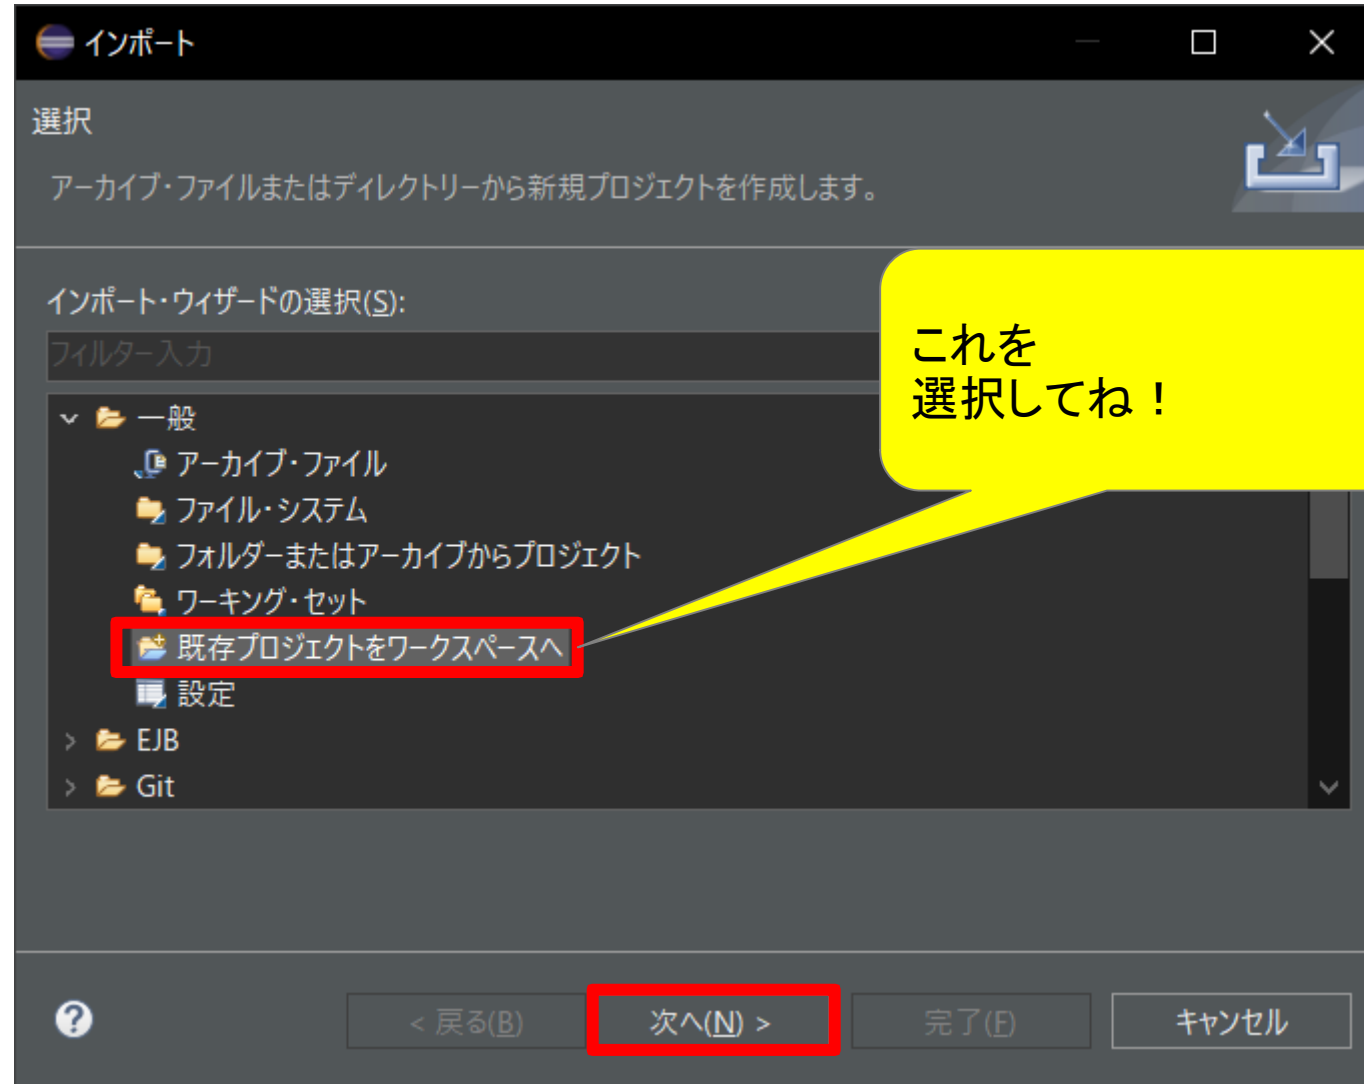 インポート
選択
アーカイブ・ファイルまたはディレクトリーから新規プロジェクトを作成します。
インポート・ウィザードの選択(S):
フィルター入力
これを
選択してね！
一般
アーカイブ・ファイル
ファイル・システム
フォルダーまたはアーカイブからプロジェクト
ワーキング・セット
既存プロジェクトをワークスペースへ
設定
EJB
Git
< 戻る(B) 次へ(N) > 完了(F) キャンセル